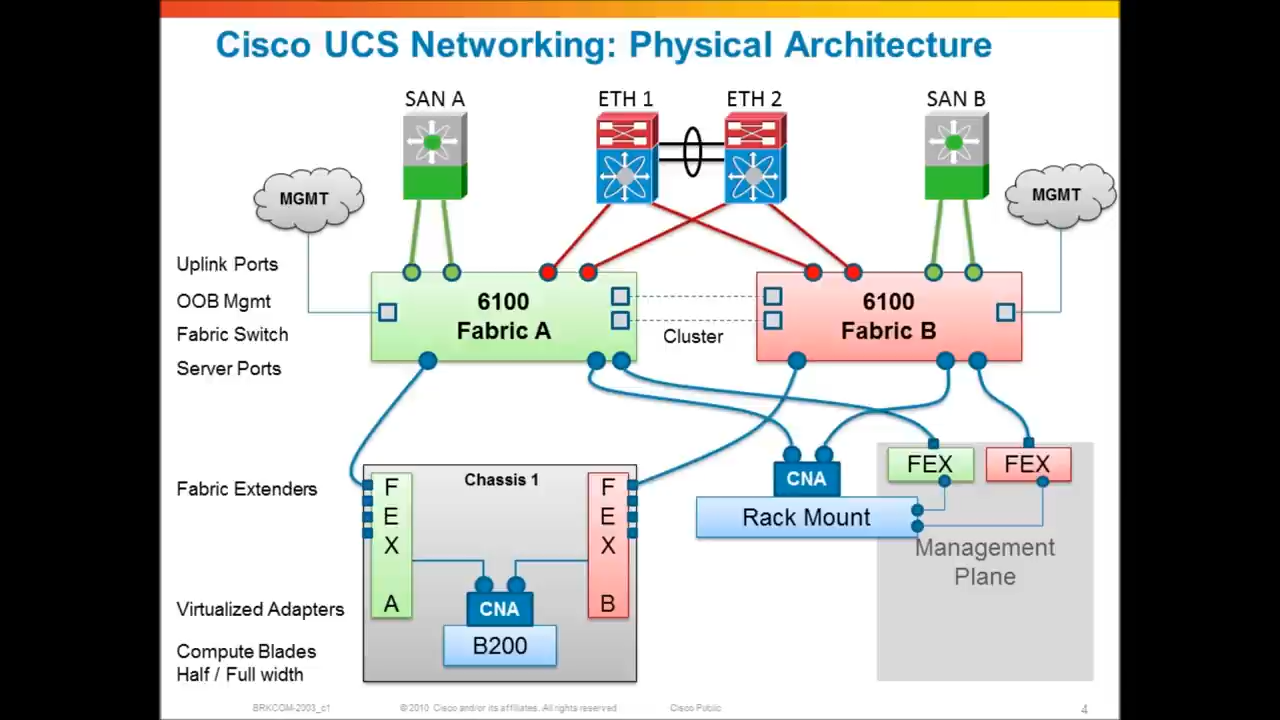 Cisco UCS Networking: Physical Architecture
SAN A
ETH 1
ETH 2
SAN B
MGMT
MGMT
Uplink Ports
OOB Mgmt
Fabric Switch
Server Ports
6100
Fabric A
Cluster
6100
Fabric B
Fabric Extenders
Chassis 1
F
E
X
A
F
E
X
B
CNA
B200
CNA
Rack Mount
FEX
FEX
Management
Plane
Virtualized Adapters
Compute Blades
Half / Full width
BRKCOM-2003_c1
© 2010 Cisco and/or its affiliates. All rights reserved
Cisco Public
4